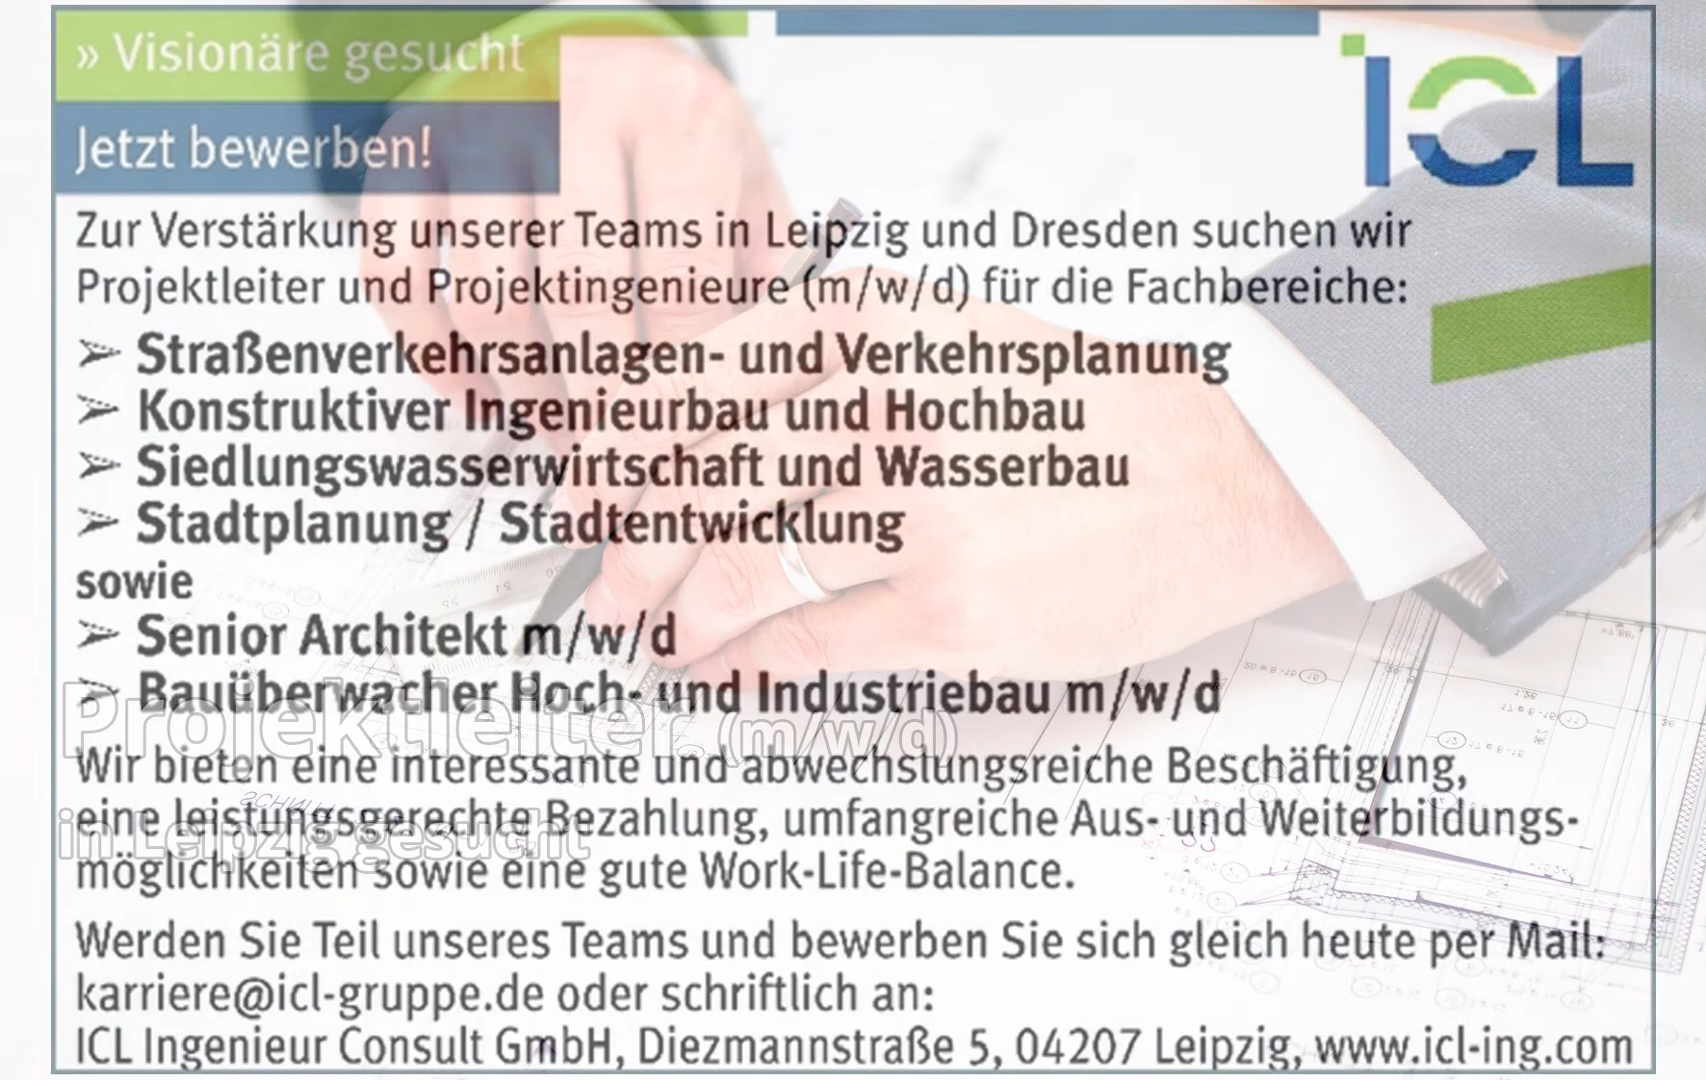 » Visionäre gesucht
Jetzt bewerben!
ICL
Zur Verstärkung unserer Teams in Leipzig und Dresden suchen wir
Projektleiter und Projektingenieure (m/w/d) für die Fachbereiche:
➢ Straßenverkehrsanlagen- und Verkehrsplanung
➢ Konstruktiver Ingenieurbau und Hochbau
➢ Siedlungswasserwirtschaft und Wasserbau
➢ Stadtplanung / Stadtentwicklung
sowie
➢ Senior Architekt m/w/d
➢ Bauüberwacher Hoch- und Industriebau m/w/d
Projektleiter (m/w/d)
Wir bieten eine interessante und abwechslungsreiche Beschäftigung,
eine leistungsgerechte Bezahlung, umfangreiche Aus- und Weiterbildungs-
in Leipzig gesucht
möglichkeiten sowie eine gute Work-Life-Balance.
Werden Sie Teil unseres Teams und bewerben Sie sich gleich heute per Mail:
karriere@icl-gruppe.de oder schriftlich an:
ICL Ingenieur Consult GmbH, Diezmannstraße 5, 04207 Leipzig, www.icl-ing.com